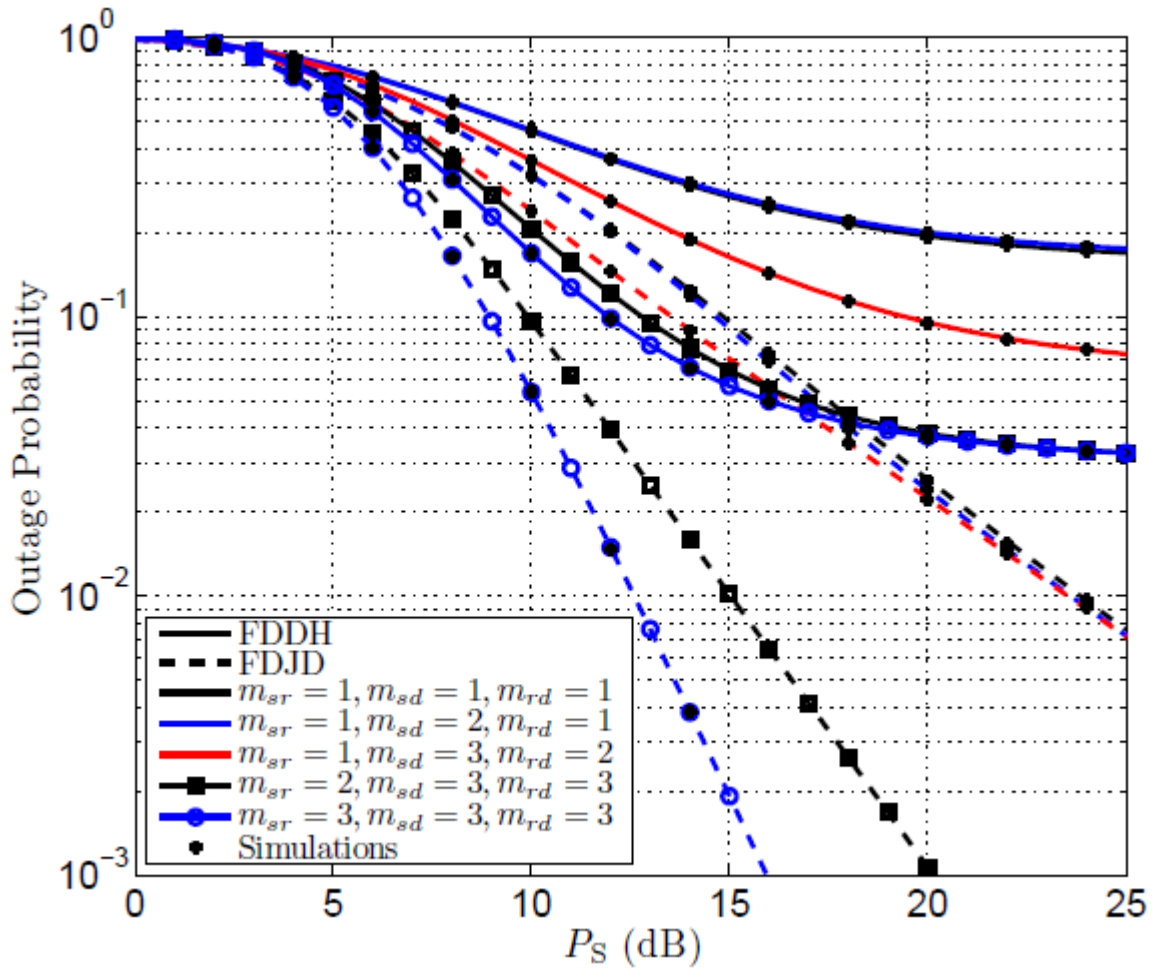 10^0
10^-1
10^-2
10^-3
Outage Probability
FDDH
FDJD
m_sr = 1, m_sd = 1, m_rd = 1
m_sr = 1, m_sd = 2, m_rd = 1
m_sr = 1, m_sd = 3, m_rd = 2
m_sr = 2, m_sd = 3, m_rd = 3
m_sr = 3, m_sd = 3, m_rd = 3
Simulations
0 5 10 15 20 25
P_S (dB)